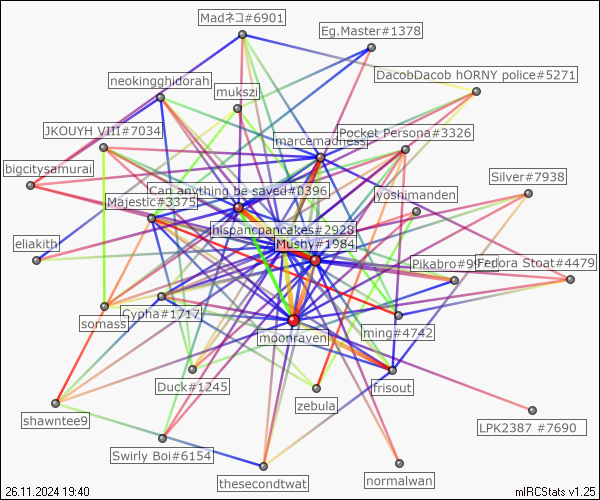 Madネコ#6901
Eg.Master#1378
DacobDacob hORNY police#5271
neokingghidorah
mukszi
JKOUYH VIII#7034
marcemadness
Pocket Persona#3326
bigcitysamurai
Can anything be saved#0396
yoshimanden
Silver#7938
Majestic#3375
hispancpancakes#2928
Mushy#1984
eliakith
Fedora Stoat#4479
somass
Cypha#1717
ming#4742
moonraven
Duck#1245
frisout
zebula
shawntee9
LPK2387 #7690
Swirly Boi#6154
thesecondtwat
normalwan
26.11.2024 19:40
mIRCStats v1.25